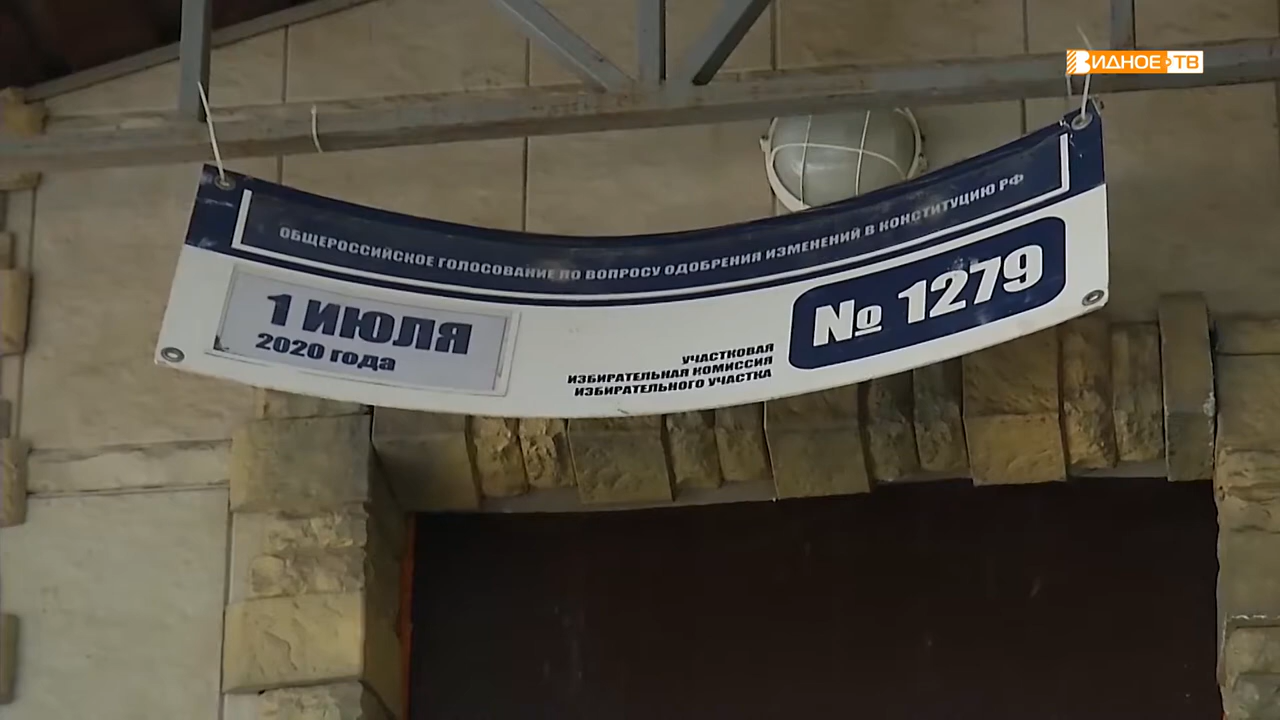 ВИДНОЕ ТВ
ОБЩЕРОССИЙСКОЕ ГОЛОСОВАНИЕ ПО ВОПРОСУ ОДОБРЕНИЯ ИЗМЕНЕНИЙ В КОНСТИТУЦИЮ РФ
1 ИЮЛЯ
2020 года
УЧАСТКОВАЯ
ИЗБИРАТЕЛЬНАЯ КОМИССИЯ
ИЗБИРАТЕЛЬНОГО УЧАСТКА
№ 1279